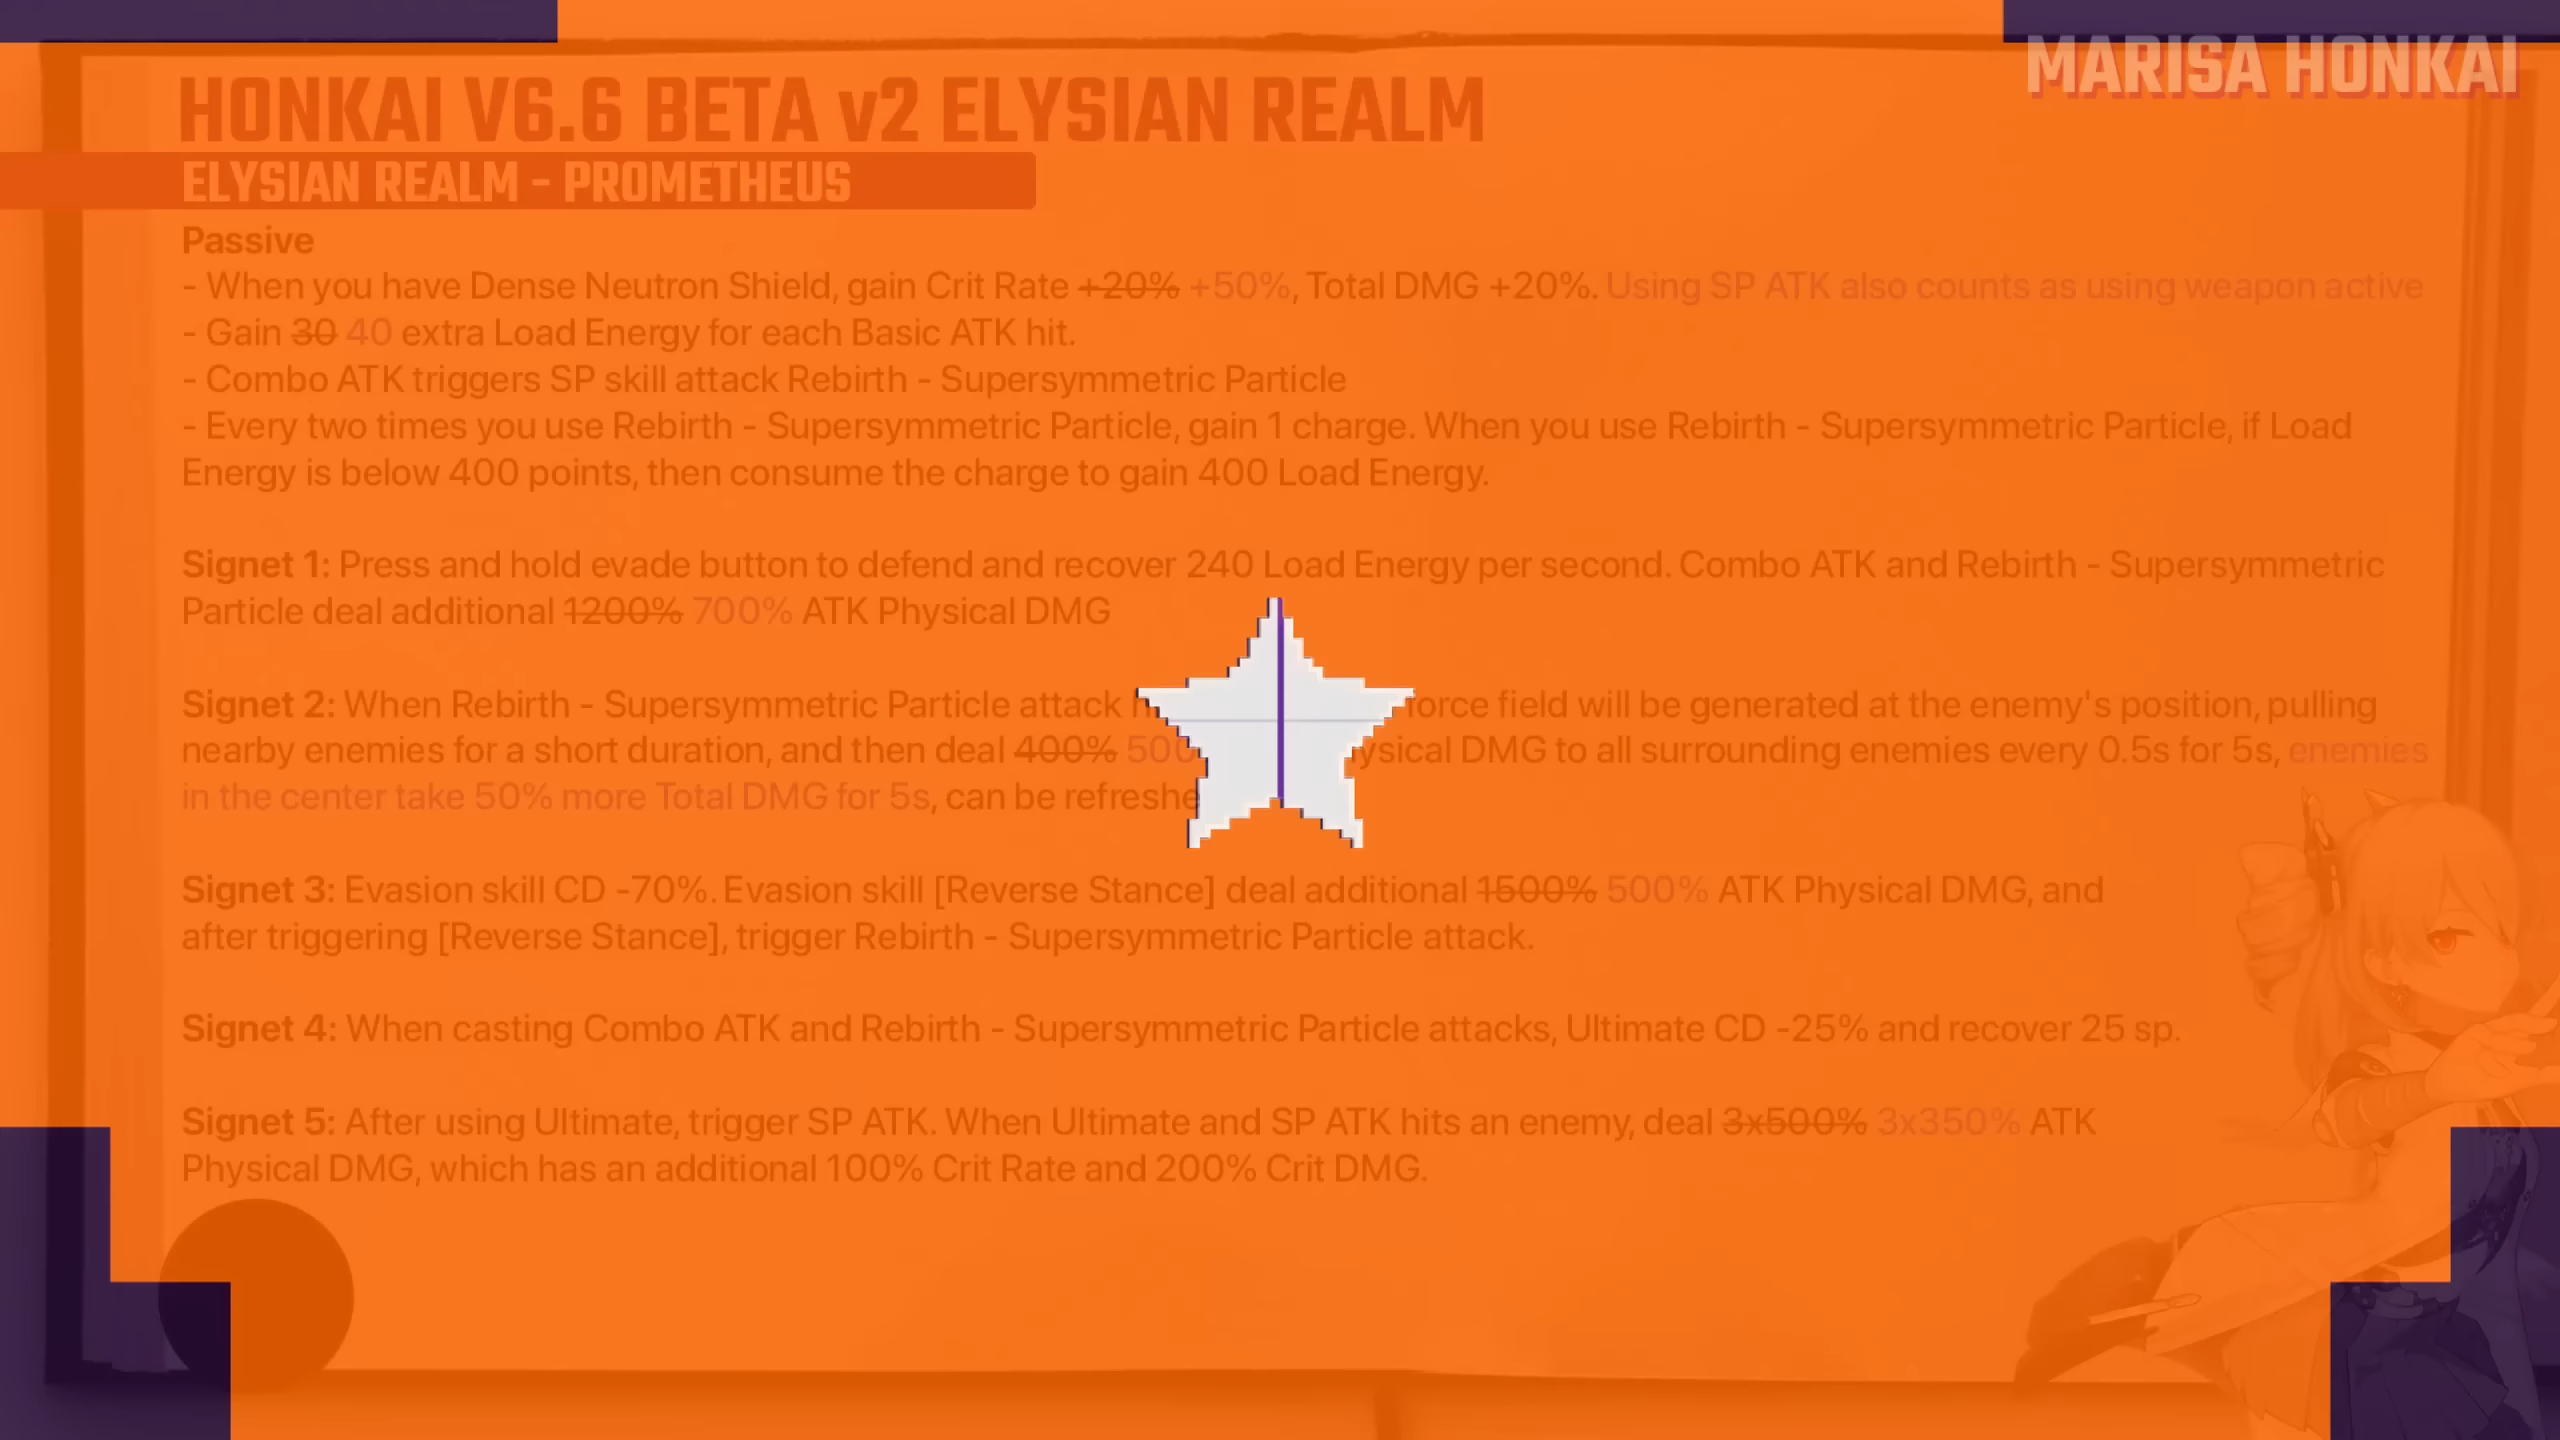 MARISA HONKAI
HONKAI V6.6 BETA v2 ELYSIAN REALM
ELYSIAN REALM - PROMETHEUS
Passive
- When you have Dense Neutron Shield, gain Crit Rate +20% +50%, Total DMG +20%. Using SP ATK also counts as using weapon active
- Gain 30 40 extra Load Energy for each Basic ATK hit.
- Combo ATK triggers SP skill attack Rebirth - Supersymmetric Particle
- Every two times you use Rebirth - Supersymmetric Particle, gain 1 charge. When you use Rebirth - Supersymmetric Particle, if Load
Energy is below 400 points, then consume the charge to gain 400 Load Energy.
Signet 1: Press and hold evade button to defend and recover 240 Load Energy per second. Combo ATK and Rebirth - Supersymmetric
Particle deal additional 1200% 700% ATK Physical DMG
Signet 2: When Rebirth - Supersymmetric Particle attack field will be generated at the enemy's position, pulling
nearby enemies for a short duration, and then deal 400% DMG to all surrounding enemies every 0.5s for 5s, enemies
in the center take 50% more Total DMG for 5s, can be
Signet 3: Evasion skill CD -70%. Evasion skill [Reverse Stance] deal additional 1500% 500% ATK Physical DMG, and
after triggering [Reverse Stance], trigger Rebirth - Supersymmetric Particle attack.
Signet 4: When casting Combo ATK and Rebirth - Supersymmetric Particle attacks, Ultimate CD -25% and recover 25 sp.
Signet 5: After using Ultimate, trigger SP ATK. When Ultimate and SP ATK hits an enemy, deal 3x500% 3x350% ATK
Physical DMG, which has an additional 100% Crit Rate and 200% Crit DMG.